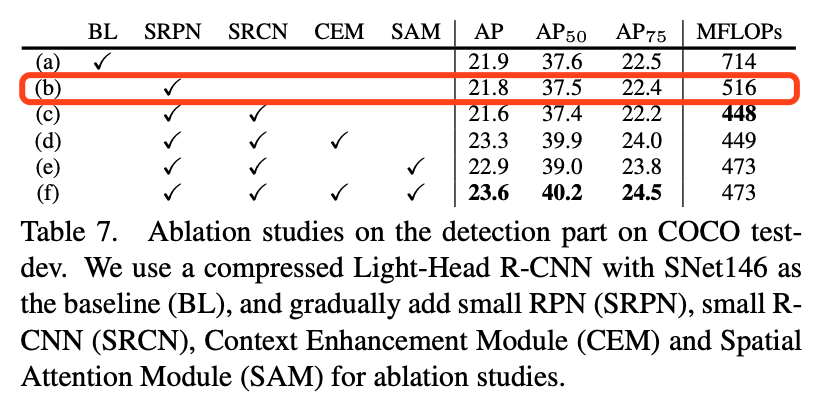 BL SRPN SRCN CEM SAM AP AP50 AP75 MFLOPs
(a) ✓ 21.9 37.6 22.5 714
(b) ✓ 21.8 37.5 22.4 516
(c) ✓ ✓ 21.6 37.4 22.2 448
(d) ✓ ✓ ✓ 23.3 39.9 24.0 449
(e) ✓ ✓ ✓ 22.9 39.0 23.8 473
(f) ✓ ✓ ✓ ✓ 23.6 40.2 24.5 473
Table 7. Ablation studies on the detection part on COCO test-
dev. We use a compressed Light-Head R-CNN with SNet146 as
the baseline (BL), and gradually add small RPN (SRPN), small R-
CNN (SRCN), Context Enhancement Module (CEM) and Spatial
Attention Module (SAM) for ablation studies.